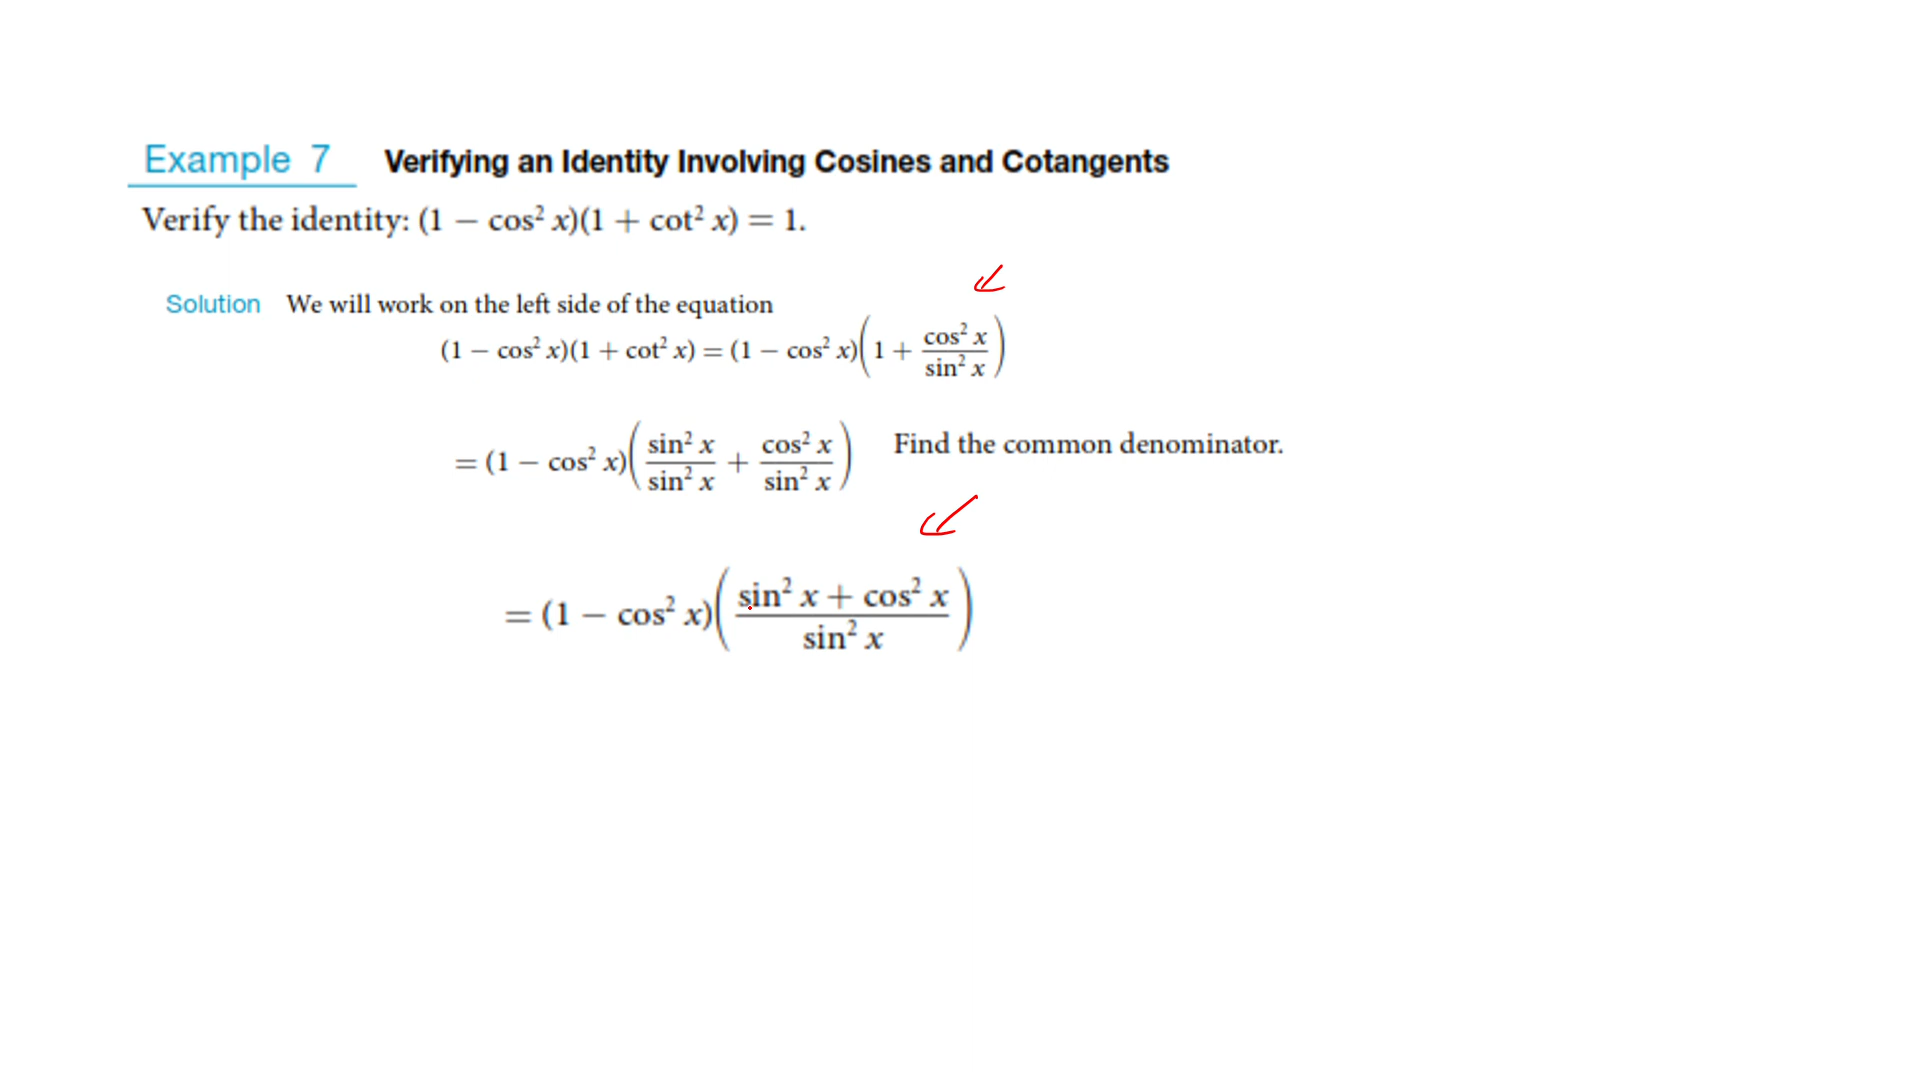 Example 7 Verifying an Identity Involving Cosines and Cotangents
Verify the identity: (1 − cos² x)(1 + cot² x) = 1.
Solution We will work on the left side of the equation
(1 − cos² x)(1 + cot² x) = (1 − cos² x)(1 + cos² x / sin² x)
= (1 − cos² x)(sin² x / sin² x + cos² x / sin² x) Find the common denominator.
= (1 − cos² x)(sin² x + cos² x / sin² x)